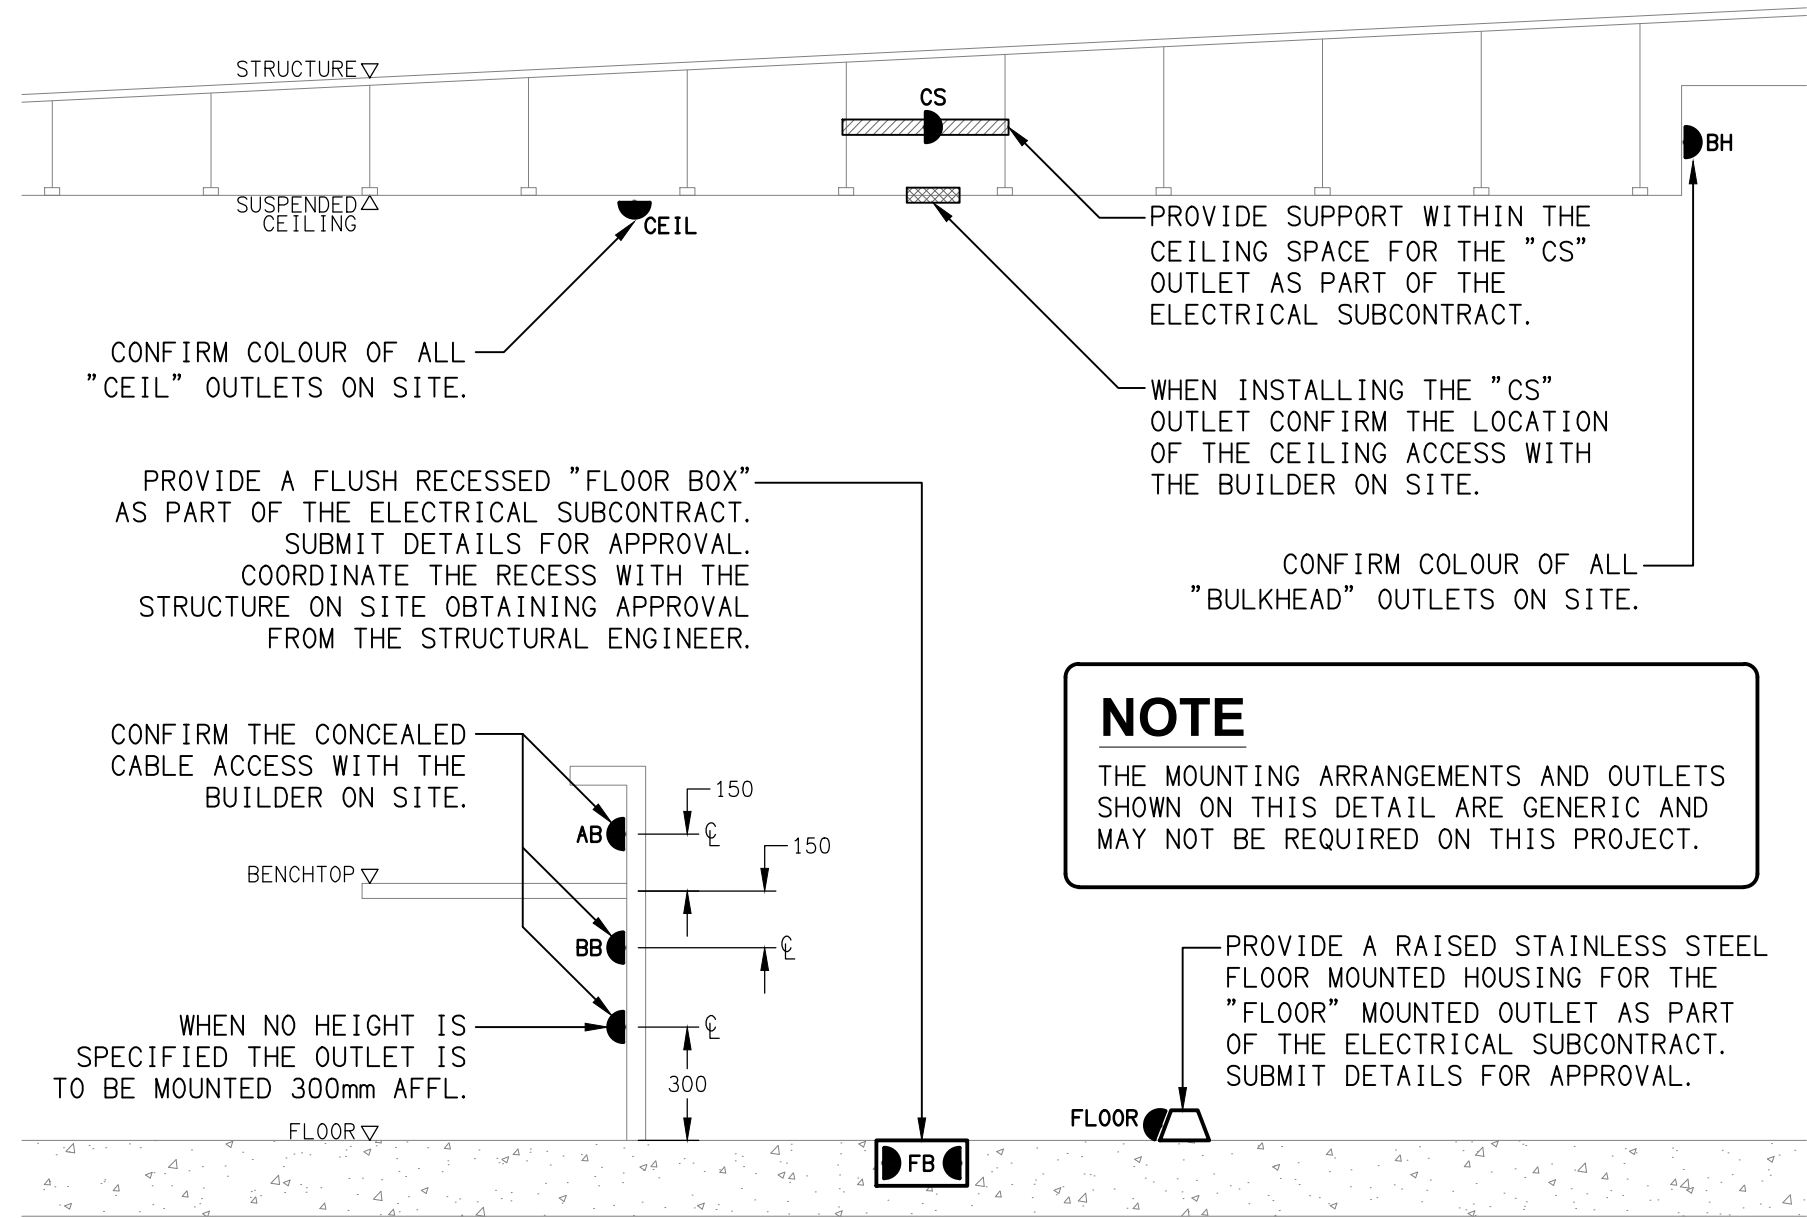 STRUCTURE
CS
BH
SUSPENDED
CEILING
CEIL
PROVIDE SUPPORT WITHIN THE
CEILING SPACE FOR THE "CS"
OUTLET AS PART OF THE
ELECTRICAL SUBCONTRACT.
CONFIRM COLOUR OF ALL
"CEIL" OUTLETS ON SITE.
WHEN INSTALLING THE "CS"
OUTLET CONFIRM THE LOCATION
OF THE CEILING ACCESS WITH
THE BUILDER ON SITE.
PROVIDE A FLUSH RECESSED "FLOOR BOX"
AS PART OF THE ELECTRICAL SUBCONTRACT.
SUBMIT DETAILS FOR APPROVAL.
COORDINATE THE RECESS WITH THE
STRUCTURE ON SITE OBTAINING APPROVAL
FROM THE STRUCTURAL ENGINEER.
CONFIRM COLOUR OF ALL
"BULKHEAD" OUTLETS ON SITE.
NOTE
THE MOUNTING ARRANGEMENTS AND OUTLETS
SHOWN ON THIS DETAIL ARE GENERIC AND
MAY NOT BE REQUIRED ON THIS PROJECT.
CONFIRM THE CONCEALED
CABLE ACCESS WITH THE
BUILDER ON SITE.
150
AB
℄
150
BENCHTOP
BB
℄
WHEN NO HEIGHT IS
SPECIFIED THE OUTLET IS
TO BE MOUNTED 300mm AFFL.
℄
300
PROVIDE A RAISED STAINLESS STEEL
FLOOR MOUNTED HOUSING FOR THE
"FLOOR" MOUNTED OUTLET AS PART
OF THE ELECTRICAL SUBCONTRACT.
SUBMIT DETAILS FOR APPROVAL.
FLOOR
FLOOR
FB